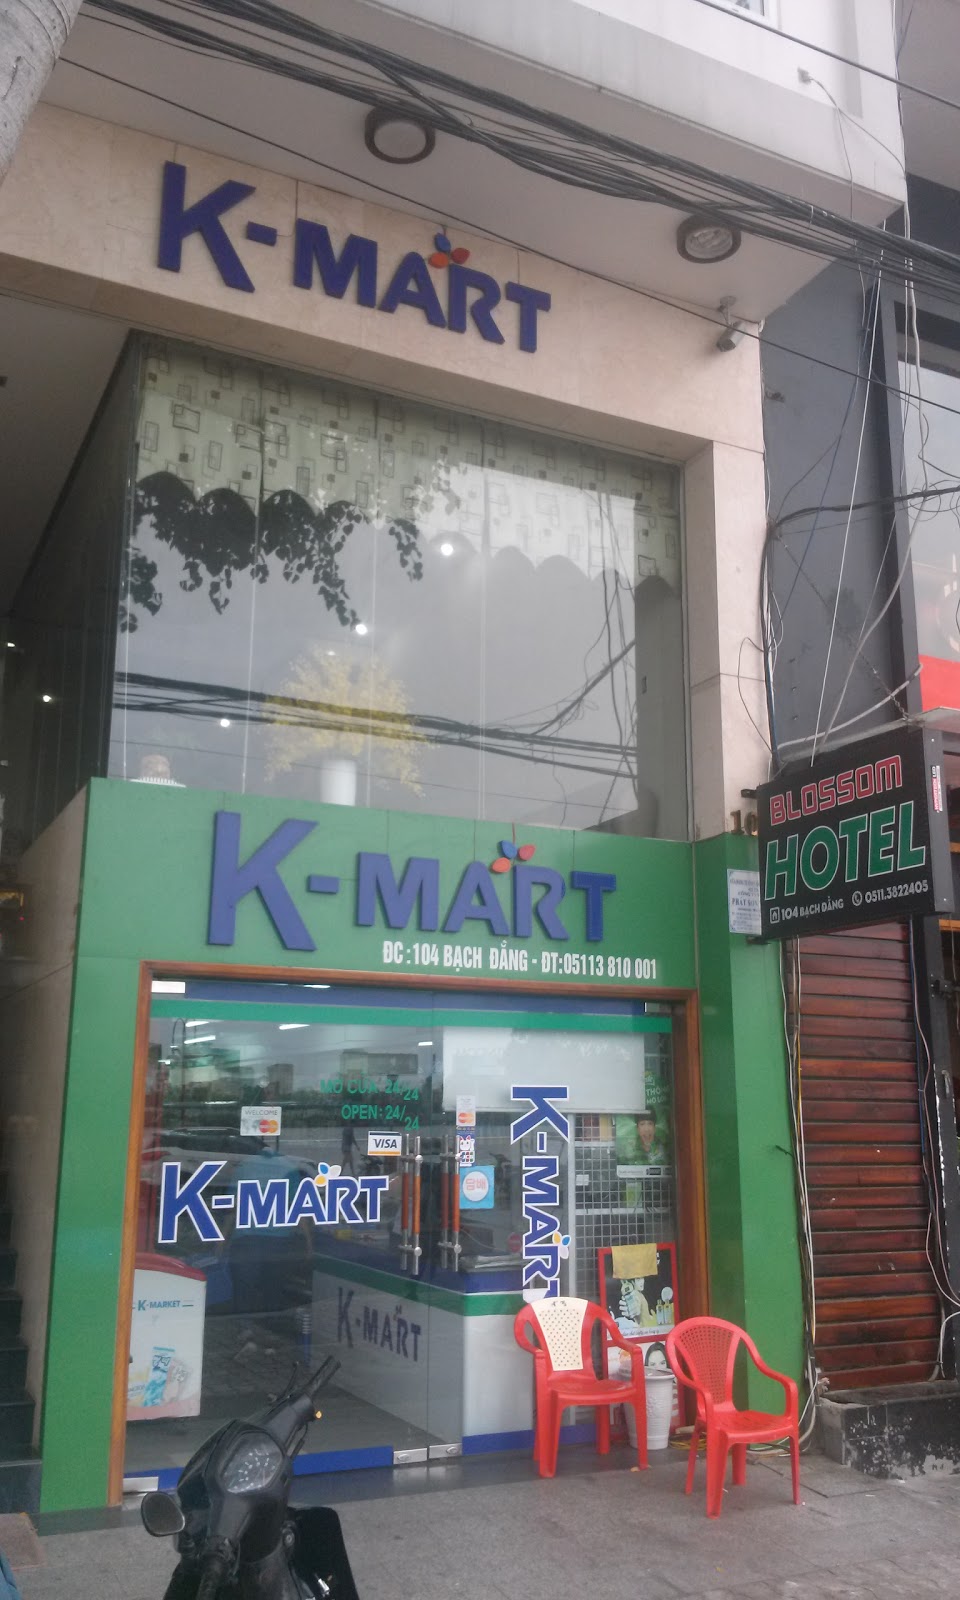 K-MART
K-MART
ĐC : 104 BẠCH ĐẰNG - ĐT:05113 810 001
BLOSSOM
HOTEL
104 BẠCH ĐẰNG 0511.3822405
MỞ CỬA: 24/24
OPEN: 24/24
WELCOME
VISA
K-MART
K-MART
K-MARKET
K-MART